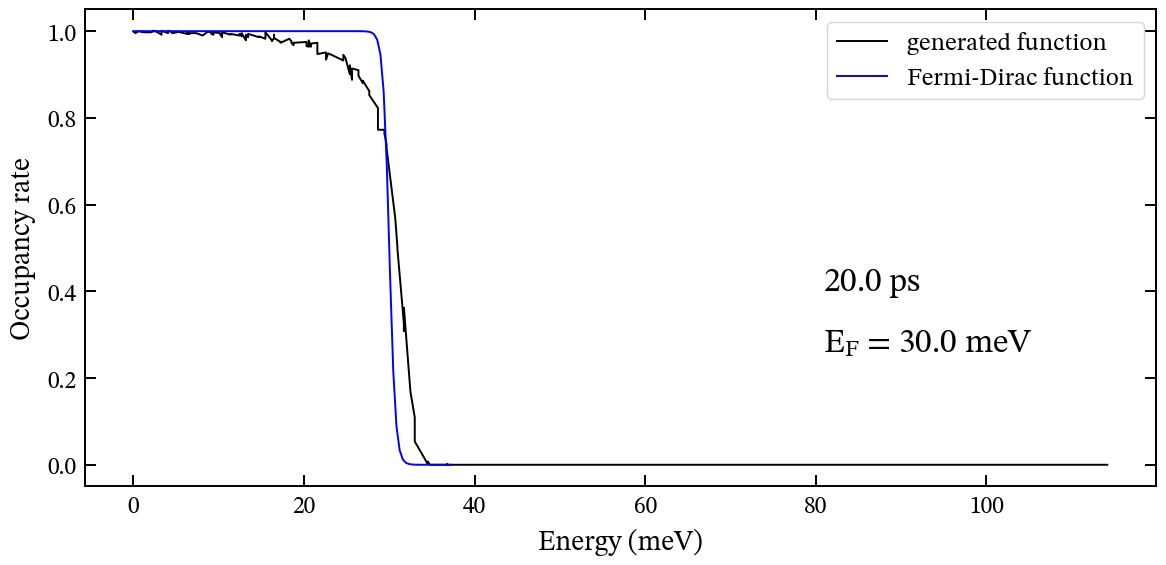 generated function
Fermi-Dirac function
1.0
0.8
0.6
0.4
0.2
0.0
Occupancy rate
20.0 ps
E_F = 30.0 meV
0 20 40 60 80 100
Energy (meV)